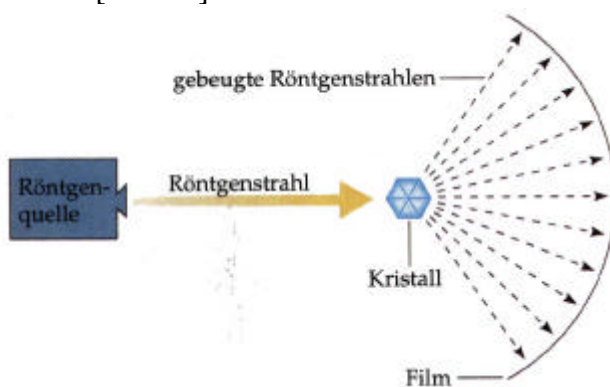 gebeugte Röntgenstrahlen
Röntgen-
quelle
Röntgenstrahl
Kristall
Film